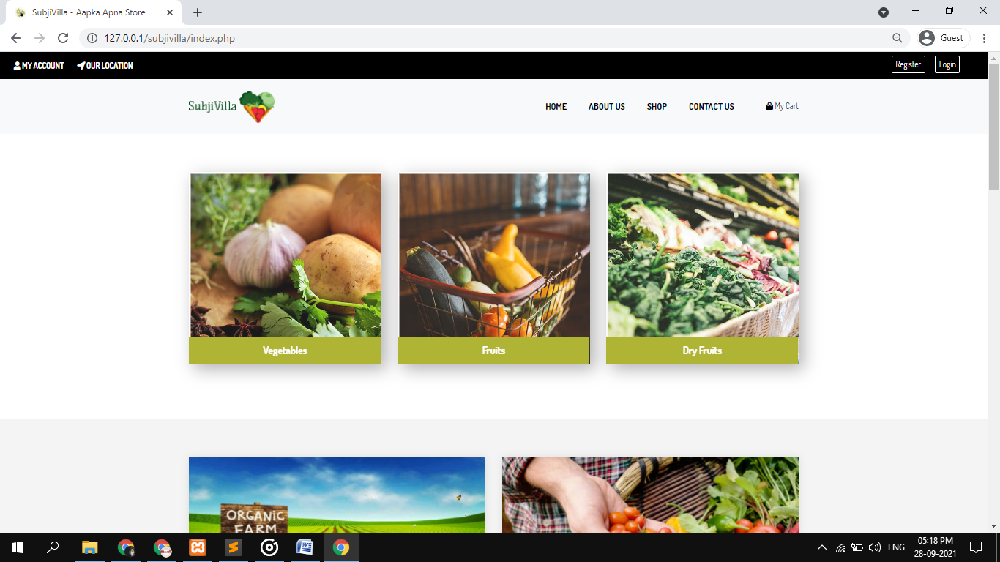 SubjiVilla - Aapka Apna Store
127.0.0.1/subjivilla/index.php
Guest
MY ACCOUNT | OUR LOCATION
Register Login
SubjiVilla
HOME ABOUT US SHOP CONTACT US My Cart
Vegetables Fruits Dry Fruits
ORGANIC
FARM
ENG
05:18 PM
28-09-2021